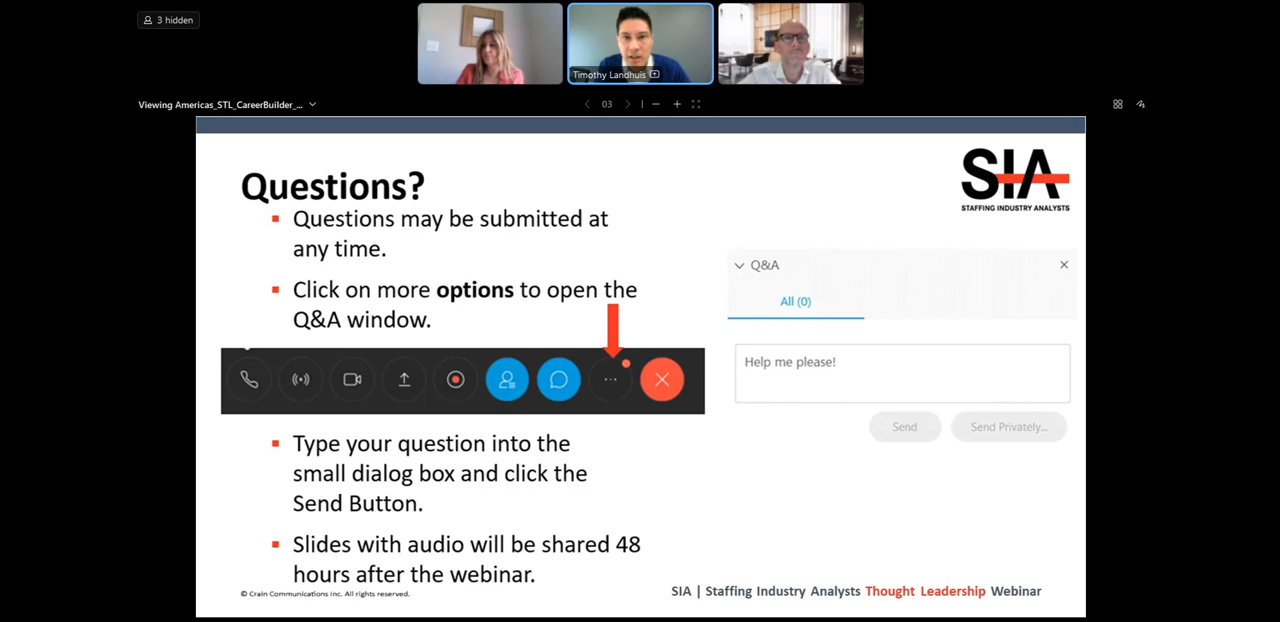 3 hidden
Timothy Landhuis
Viewing Americas_STL_CareerBuilder_...
03
Questions?
SIA
STAFFING INDUSTRY ANALYSTS
Questions may be submitted at
any time.
Click on more options to open the
Q&A window.
Q&A
All (0)
Help me please!
Send
Send Privately...
Type your question into the
small dialog box and click the
Send Button.
Slides with audio will be shared 48
hours after the webinar.
© Crain Communications Inc. All rights reserved.
SIA | Staffing Industry Analysts Thought Leadership Webinar